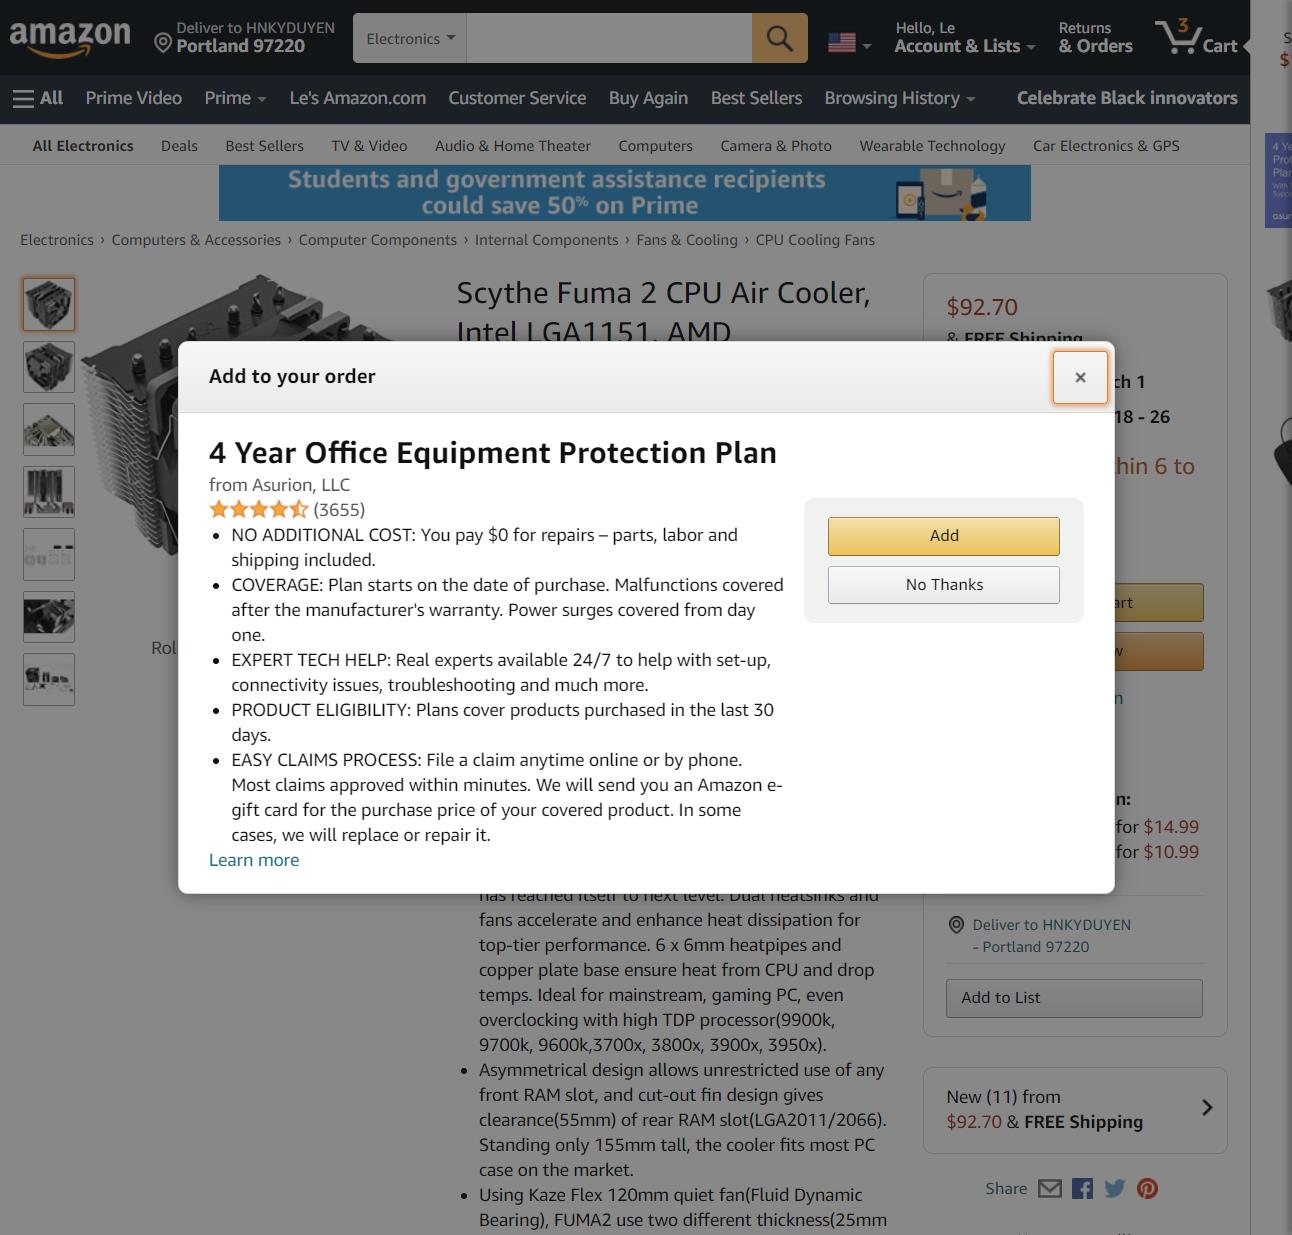 amazon
Deliver to HNKYDUYEN
Portland 97220
Electronics
Hello, Le
Account & Lists
Returns
& Orders
3
Cart
All
Prime Video
Prime
Le's Amazon.com
Customer Service
Buy Again
Best Sellers
Browsing History
Celebrate Black innovators
All Electronics
Deals
Best Sellers
TV & Video
Audio & Home Theater
Computers
Camera & Photo
Wearable Technology
Car Electronics & GPS
Students and government assistance recipients
could save 50% on Prime
Electronics › Computers & Accessories › Computer Components › Internal Components › Fans & Cooling › CPU Cooling Fans
Scythe Fuma 2 CPU Air Cooler,
Intel LGA1151, AMD
$92.70
& FREE Shipping
ch 1
18 - 26
hin 6 to
Add to your order
×
4 Year Office Equipment Protection Plan
from Asurion, LLC
(3655)
• NO ADDITIONAL COST: You pay $0 for repairs – parts, labor and
shipping included.
• COVERAGE: Plan starts on the date of purchase. Malfunctions covered
after the manufacturer's warranty. Power surges covered from day
one.
• EXPERT TECH HELP: Real experts available 24/7 to help with set-up,
connectivity issues, troubleshooting and much more.
• PRODUCT ELIGIBILITY: Plans cover products purchased in the last 30
days.
• EASY CLAIMS PROCESS: File a claim anytime online or by phone.
Most claims approved within minutes. We will send you an Amazon e-
gift card for the purchase price of your covered product. In some
cases, we will replace or repair it.
Learn more
Add
No Thanks
Rol
art
w
n
n:
for $14.99
for $10.99
has reached itself to next level. Dual heatsinks and
fans accelerate and enhance heat dissipation for
top-tier performance. 6 x 6mm heatpipes and
copper plate base ensure heat from CPU and drop
temps. Ideal for mainstream, gaming PC, even
overclocking with high TDP processor(9900k,
9700k, 9600k,3700x, 3800x, 3900x, 3950x).
• Asymmetrical design allows unrestricted use of any
front RAM slot, and cut-out fin design gives
clearance(55mm) of rear RAM slot(LGA2011/2066).
Standing only 155mm tall, the cooler fits most PC
case on the market.
• Using Kaze Flex 120mm quiet fan(Fluid Dynamic
Bearing), FUMA2 use two different thickness(25mm
Deliver to HNKYDUYEN
- Portland 97220
Add to List
New (11) from
$92.70 & FREE Shipping
Share
S
$
4 Ye
Prot
Plan
With
Supp
asur